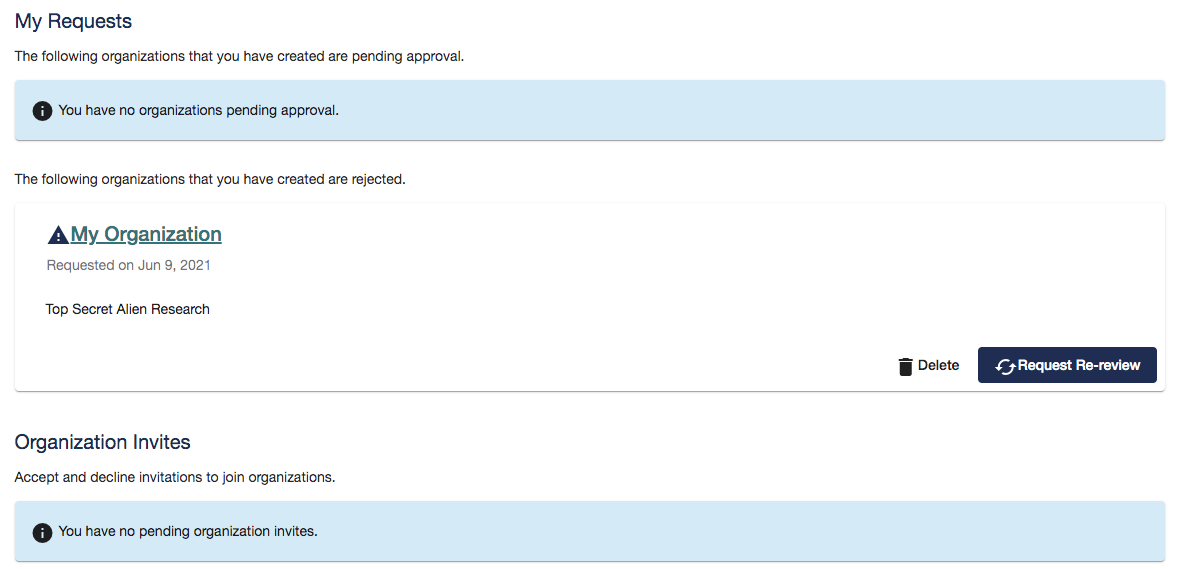 My Requests
The following organizations that you have created are pending approval.
You have no organizations pending approval.
The following organizations that you have created are rejected.
My Organization
Requested on Jun 9, 2021
Top Secret Alien Research
Delete
Request Re-review
Organization Invites
Accept and decline invitations to join organizations.
You have no pending organization invites.